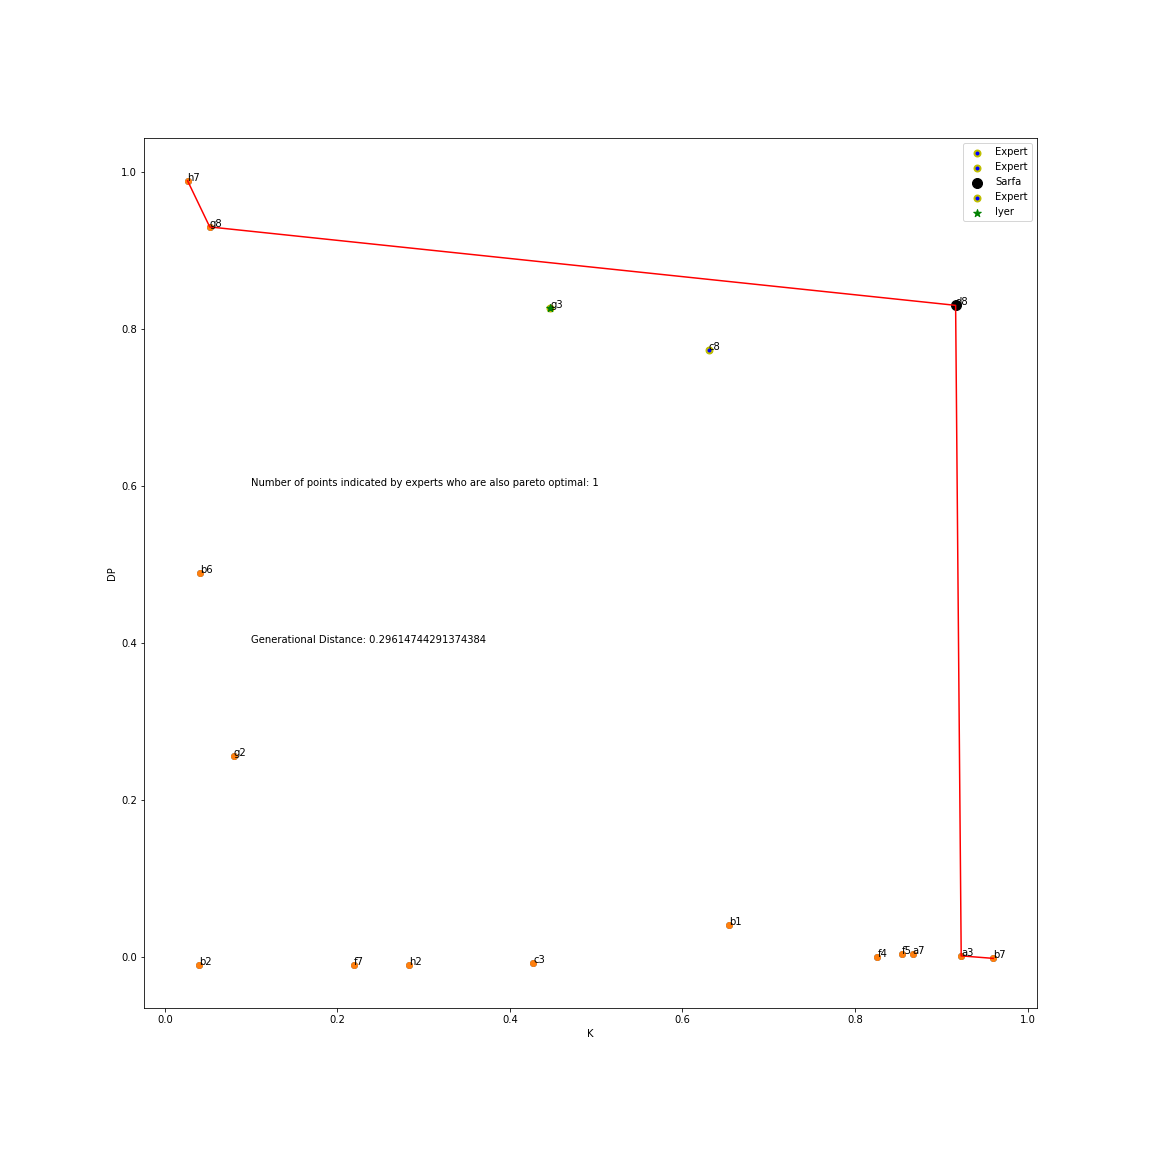 Expert
Expert
Sarfa
Expert
Iyer
1.0
h7
g8
d8
g3
0.8
c8
Number of points indicated by experts who are also pareto optimal: 1
0.6
b6
DP
0.4
Generational Distance: 0.29614744291374384
g2
0.2
b1
0.0
b2
f7
h2
c3
f4
f5
a7
a3
b7
0.0
0.2
0.4
0.6
0.8
1.0
K